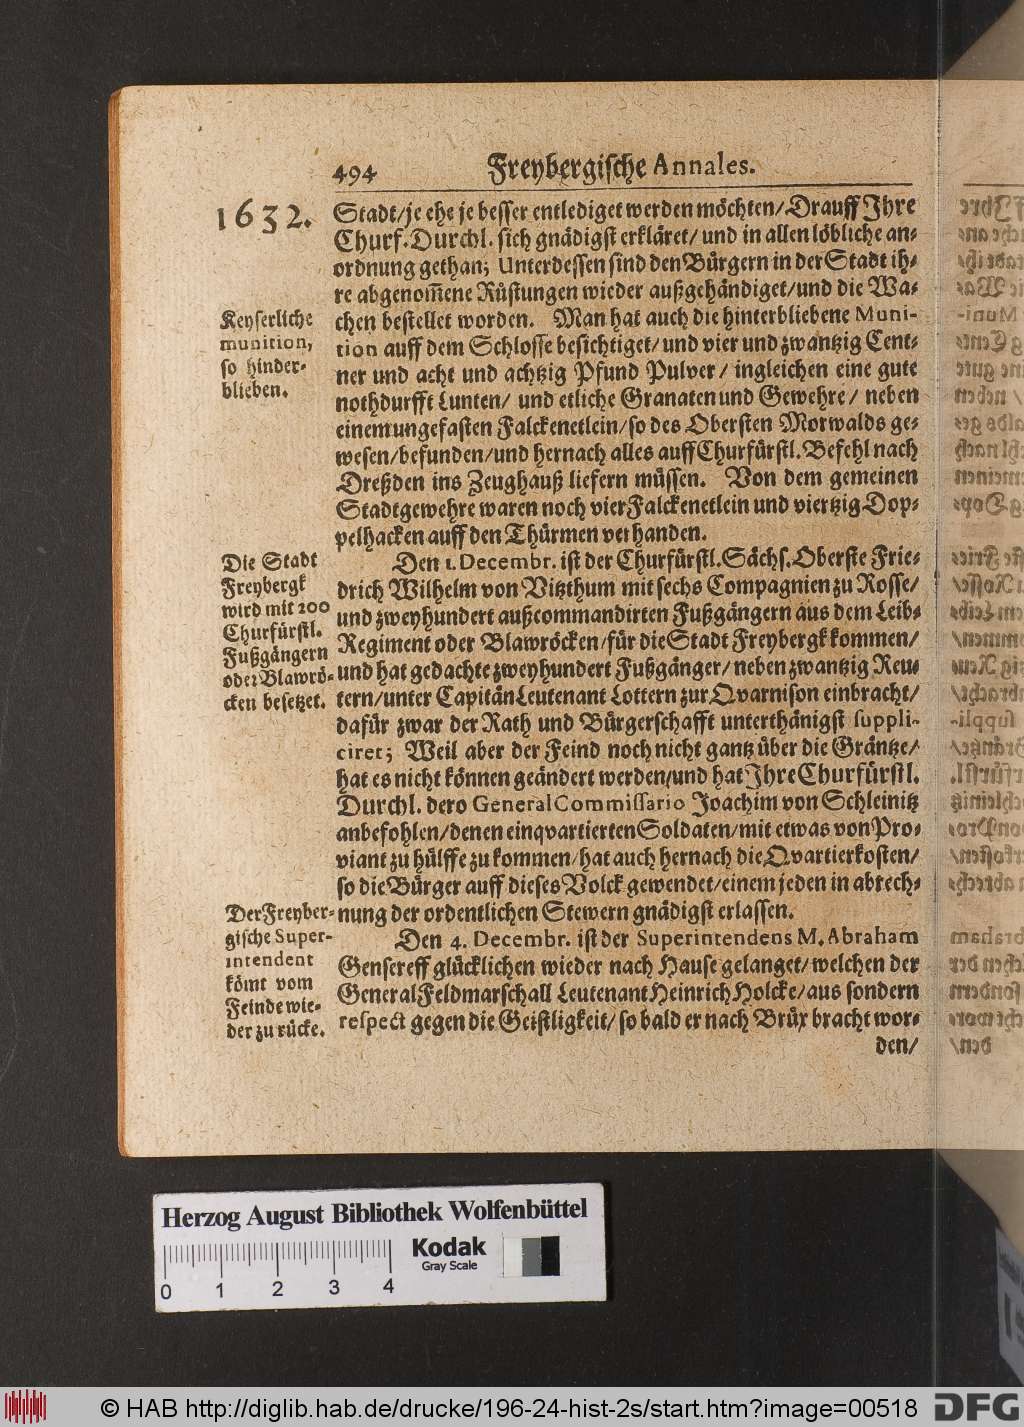 494 Freybergische Annales.
1632.
Stadt/je ehe je besser entlediget werden möchten/Drauff Ihre
Churf. Durchl. sich gnädigst erkläret/ und in allen löbliche an-
ordnung gethan; Unterdessen sind den Bürgern in der Stadt ih-
re abgenom̃ene Rüstungen wieder außgehändiget/und die Wa-
chen bestellet worden. Man hat auch die hinterbliebene Muni-
tion auff dem Schlosse besichtiget/ und vier und zwantzig Cent-
ner und acht und achtzig Pfund Pulver/ ingleichen eine gute
nothdurfft Lunten/ und etliche Granaten und Gewehre/ neben
einem ungefasten Falckenetlein/so des Obersten Morwalds ge-
wesen/befunden/und hernach alles auff Churfürstl. Befehl nach
Dreßden ins Zeughauß liefern müssen. Von dem gemeinen
Stadtgewehre waren noch vier Falckenetlein und viertzig Dop-
pelhacken auff den Thürmen verhanden.
Keyserliche
munition,
so hinder-
blieben.
Den 1. Decembr. ist der Churfürstl. Sächs. Oberste Frie-
drich Wilhelm von Vitzthum mit sechs Compagnien zu Rosse/
und zweyhundert außcommandirten Fußgängern aus dem Leib-
Regiment oder Blawröcken/für die Stadt Freybergk kommen/
und hat gedachte zweyhundert Fußgänger/ neben zwantzig Reu-
tern/unter Capitän Leutenant Lottern zur Qvarnison einbracht/
dafür zwar der Rath und Bürgerschafft unterthänigst suppli-
ciret; Weil aber der Feind noch nicht gantz über die Gräntze/
hat es nicht können geändert werden/und hat Ihre Churfürstl.
Durchl. dero General Commissario Joachim von Schleinitz
anbefohlen/denen einqvartierten Soldaten/mit etwas von Pro-
viant zu hülffe zu kommen/hat auch hernach die Qvartierkosten/
so die Bürger auff dieses Volck gewendet/einem jeden in abrech-
nung der ordentlichen Stewern gnädigst erlassen.
Die Stadt
Freybergk
wird mit 200
Churfürstl.
Fußgängern
oder Blawrö-
cken besetzet.
Den 4. Decembr. ist der Superintendens M. Abraham
Gensereff glücklichen wieder nach Hause gelanget/welchen der
General Feldmarschall Leutenant Heinrich Holcke/aus sondern
respect gegen die Geistligkeit/ so bald er nach Brüx bracht wor-
den/
Der Freyber-
gische Super-
intendent
köm̃t vom
Feinde wie-
der zu rücke.
Herzog August Bibliothek Wolfenbüttel
Kodak
Gray Scale
0 1 2 3 4
© HAB http://diglib.hab.de/drucke/196-24-hist-2s/start.htm?image=00518
DFG